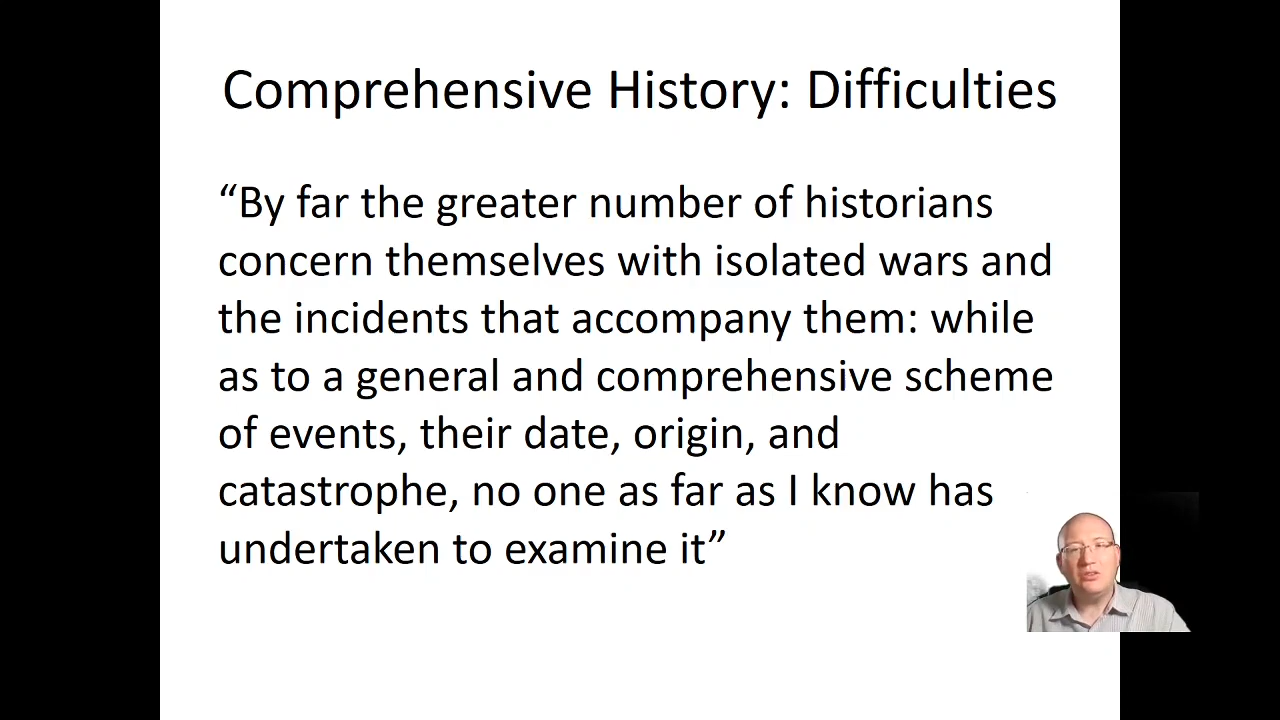 Comprehensive History: Difficulties
“By far the greater number of historians
concern themselves with isolated wars and
the incidents that accompany them: while
as to a general and comprehensive scheme
of events, their date, origin, and
catastrophe, no one as far as I know has
undertaken to examine it”